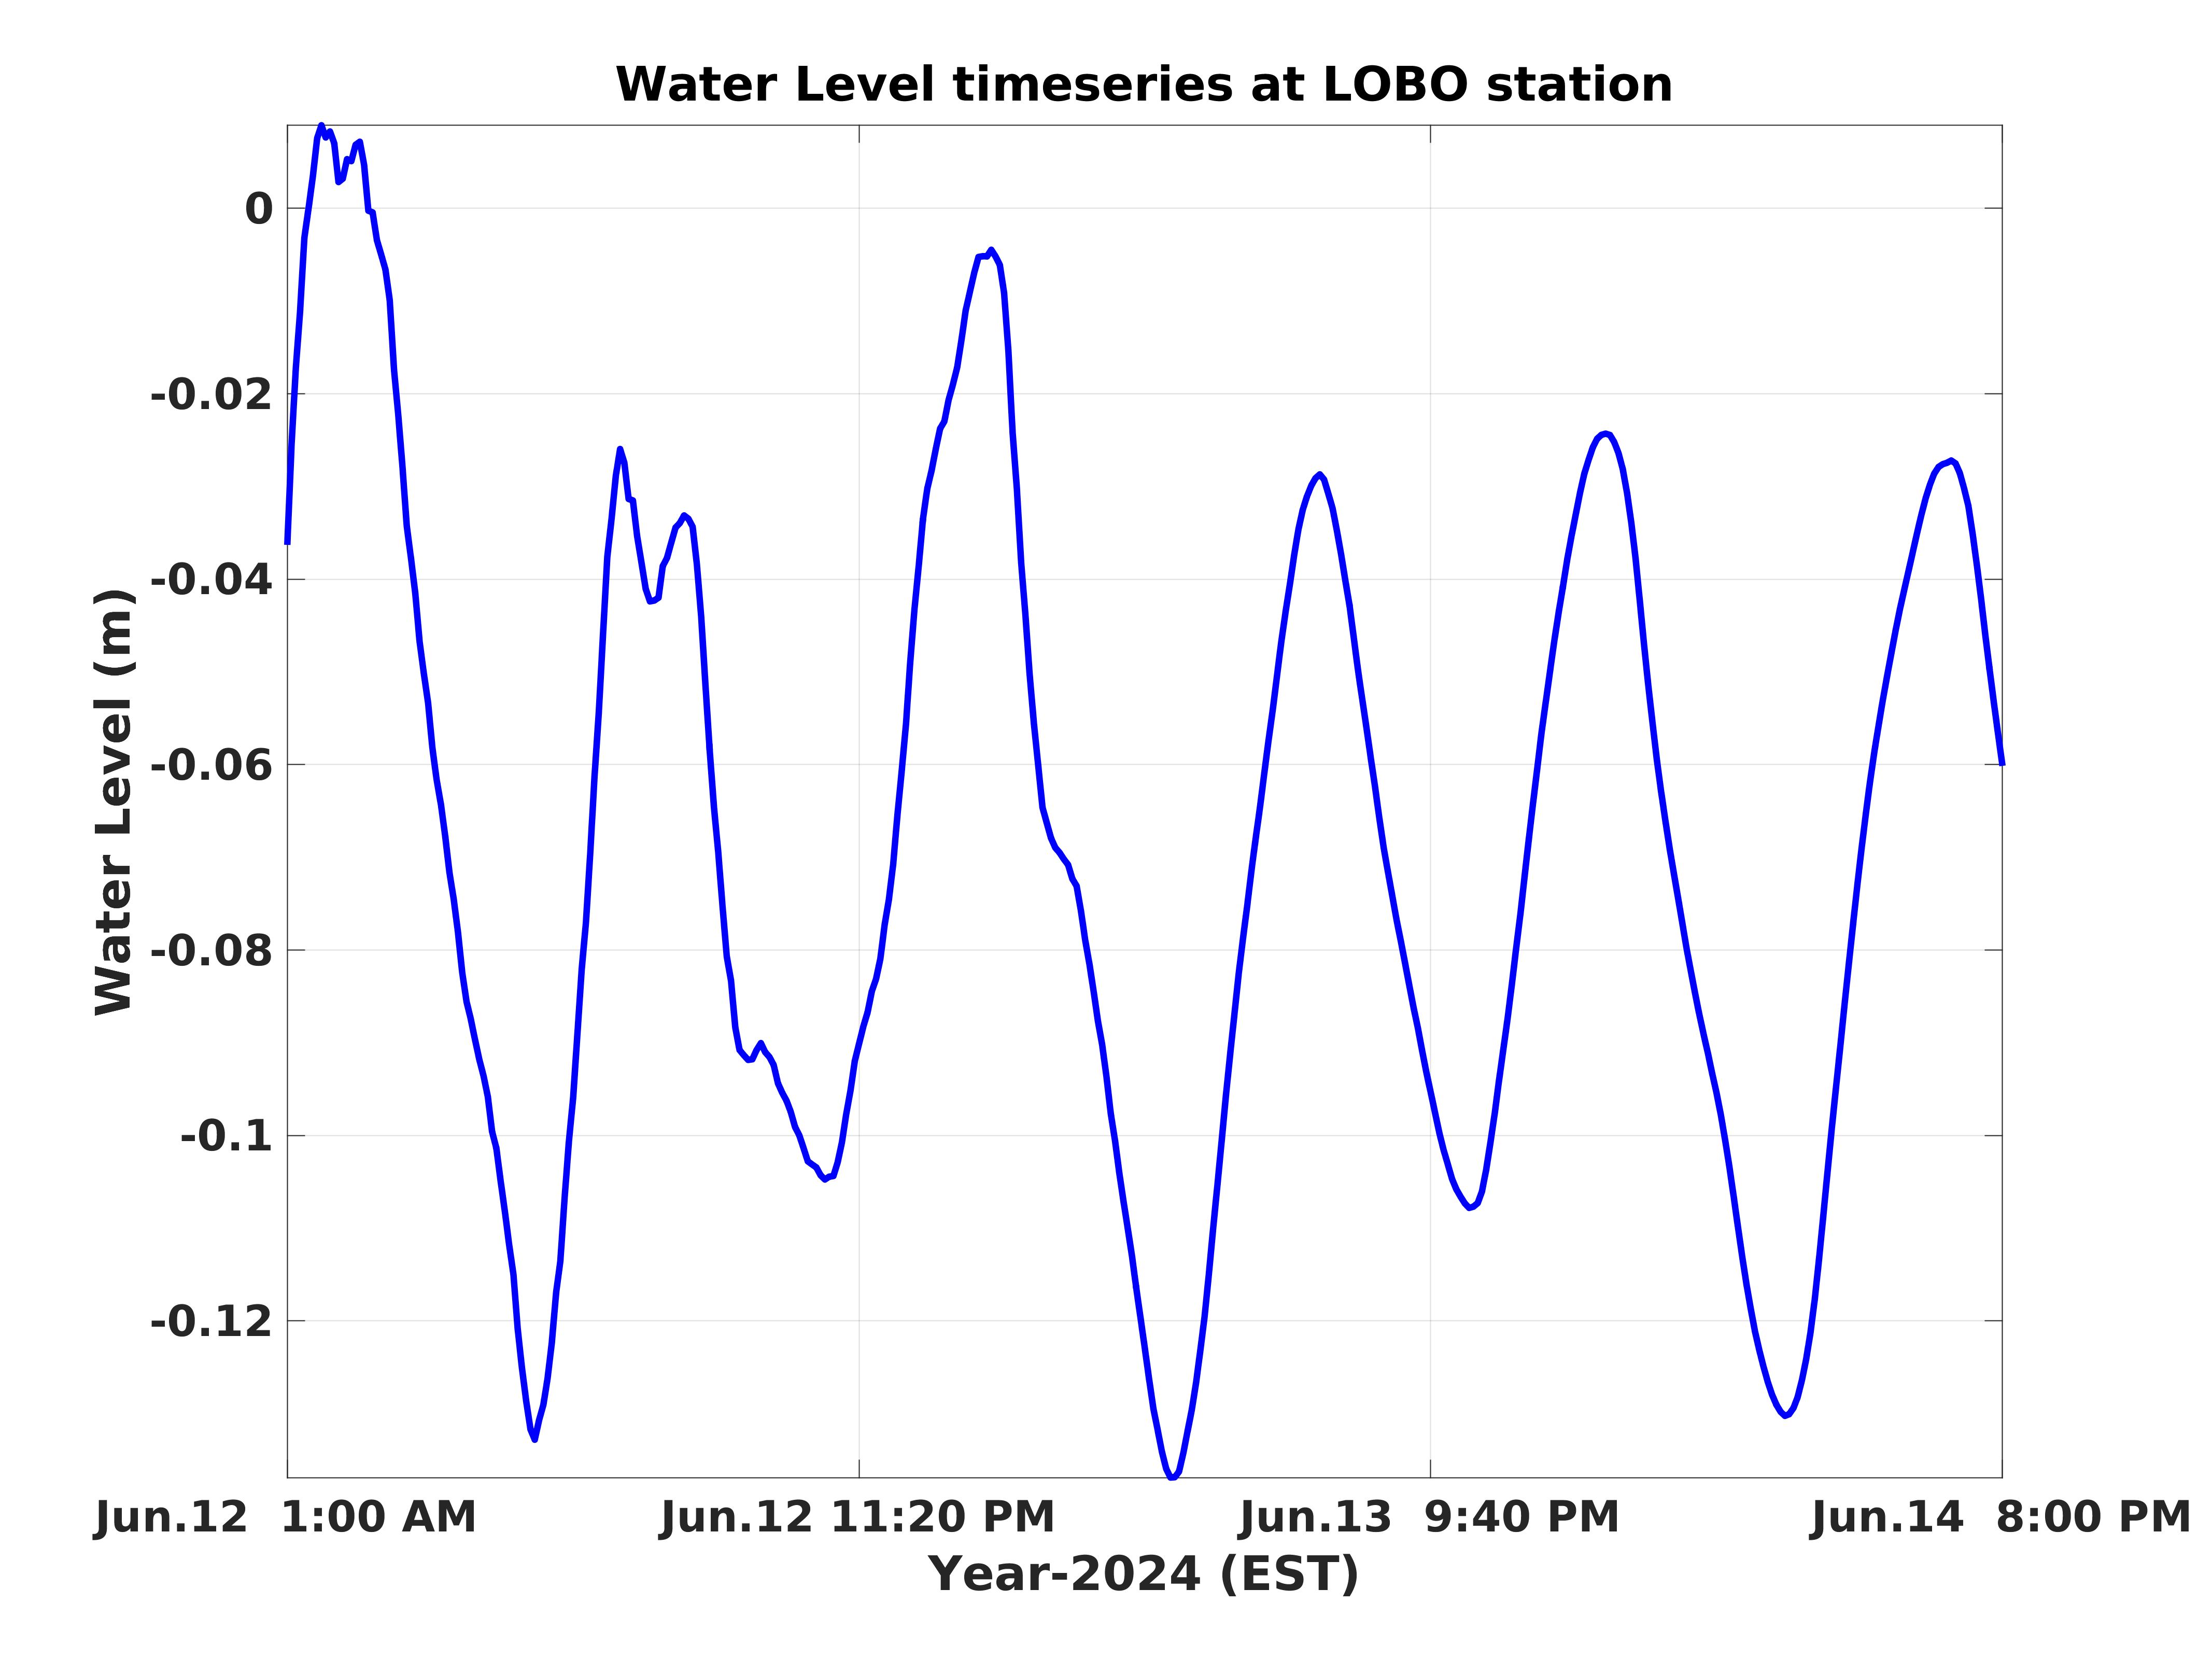 Water Level timeseries at LOBO station
Water Level (m)
0
-0.02
-0.04
-0.06
-0.08
-0.1
-0.12
Jun.12  1:00 AM
Jun.12 11:20 PM
Jun.13  9:40 PM
Jun.14  8:00 PM
Year-2024 (EST)